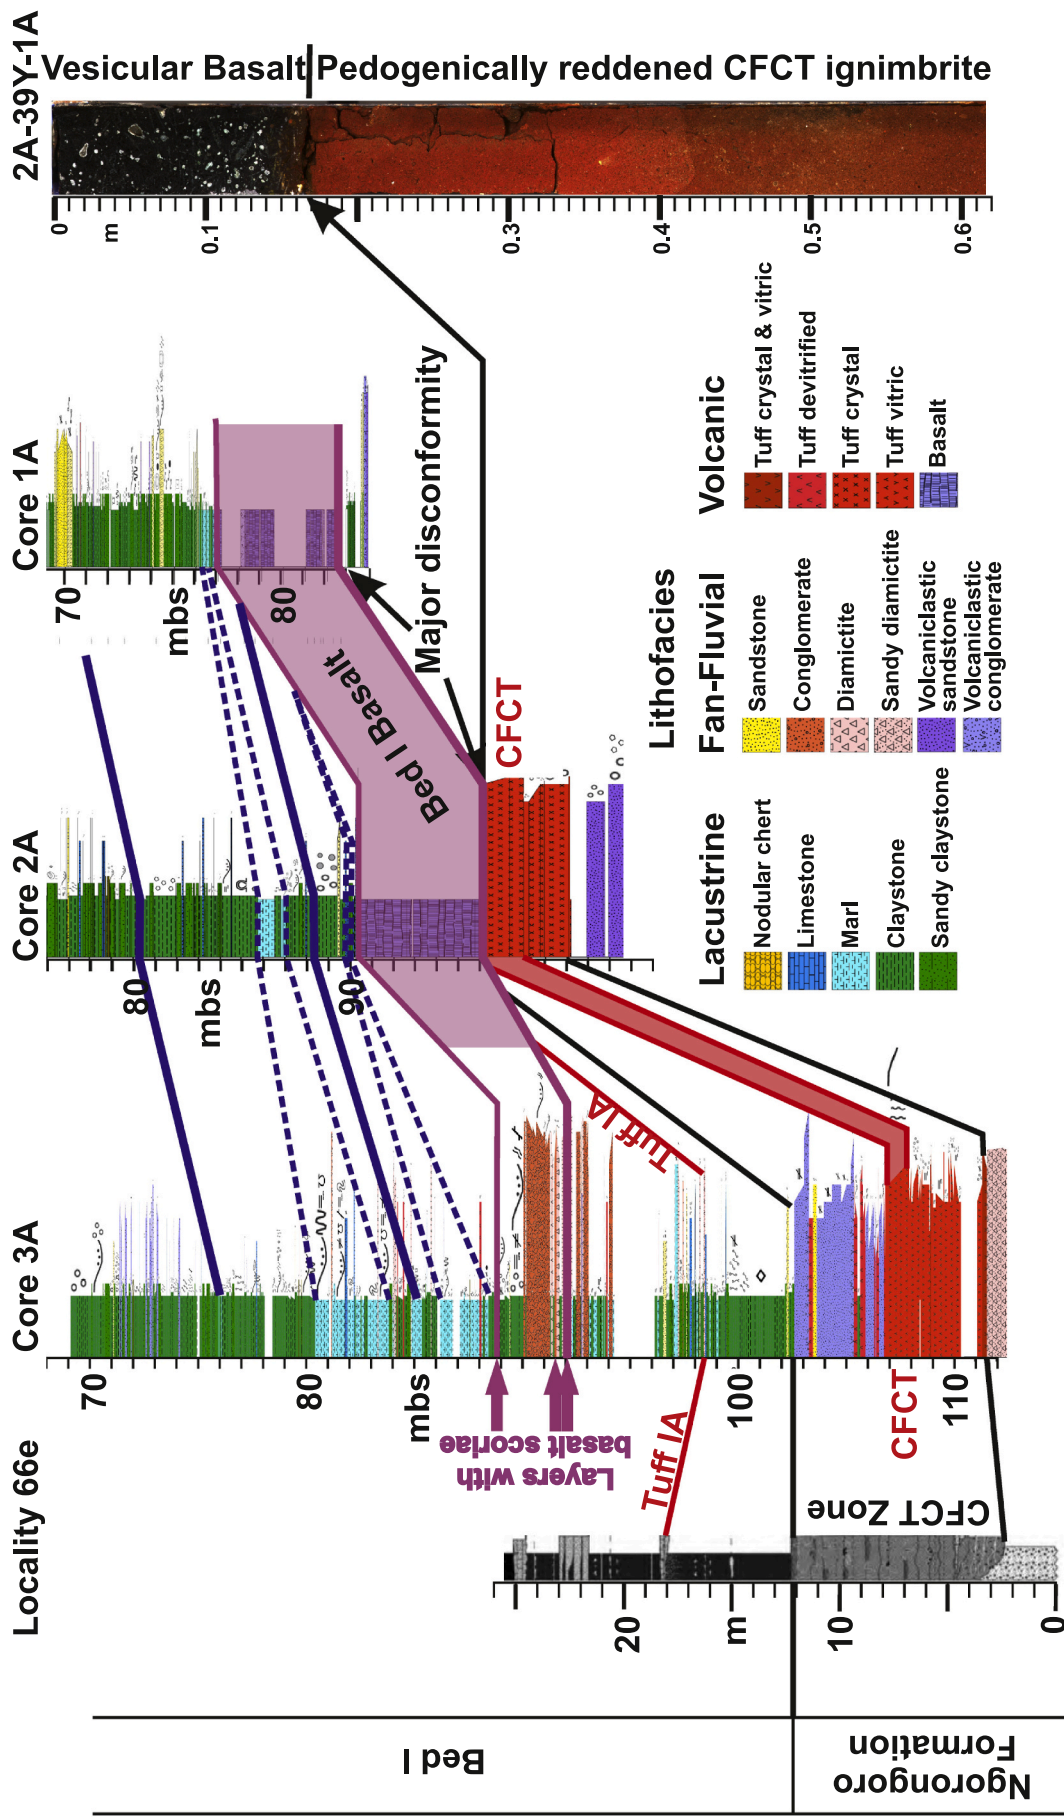 Locality 66e
Core 3A
Core 2A
Core 1A
2A-39Y-1A
Vesicular Basalt
Pedogenically reddened CFCT ignimbrite
0
m
0.1
0.3
0.4
0.5
0.6
70
mbs
80
Major disconformity
80
mbs
90
Bed I Basalt
CFCT
70
80
mbs
100
110
Layers with
basalt scoriae
Tuff IA
Tuff IA
CFCT
CFCT Zone
20
m
10
0
Bed I
Ngorongoro
Formation
Lithofacies
Lacustrine
Nodular chert
Limestone
Marl
Claystone
Sandy claystone
Fan-Fluvial
Sandstone
Conglomerate
Diamictite
Sandy diamictite
Volcaniclastic
sandstone
Volcaniclastic
conglomerate
Volcanic
Tuff crystal & vitric
Tuff devitrified
Tuff crystal
Tuff vitric
Basalt